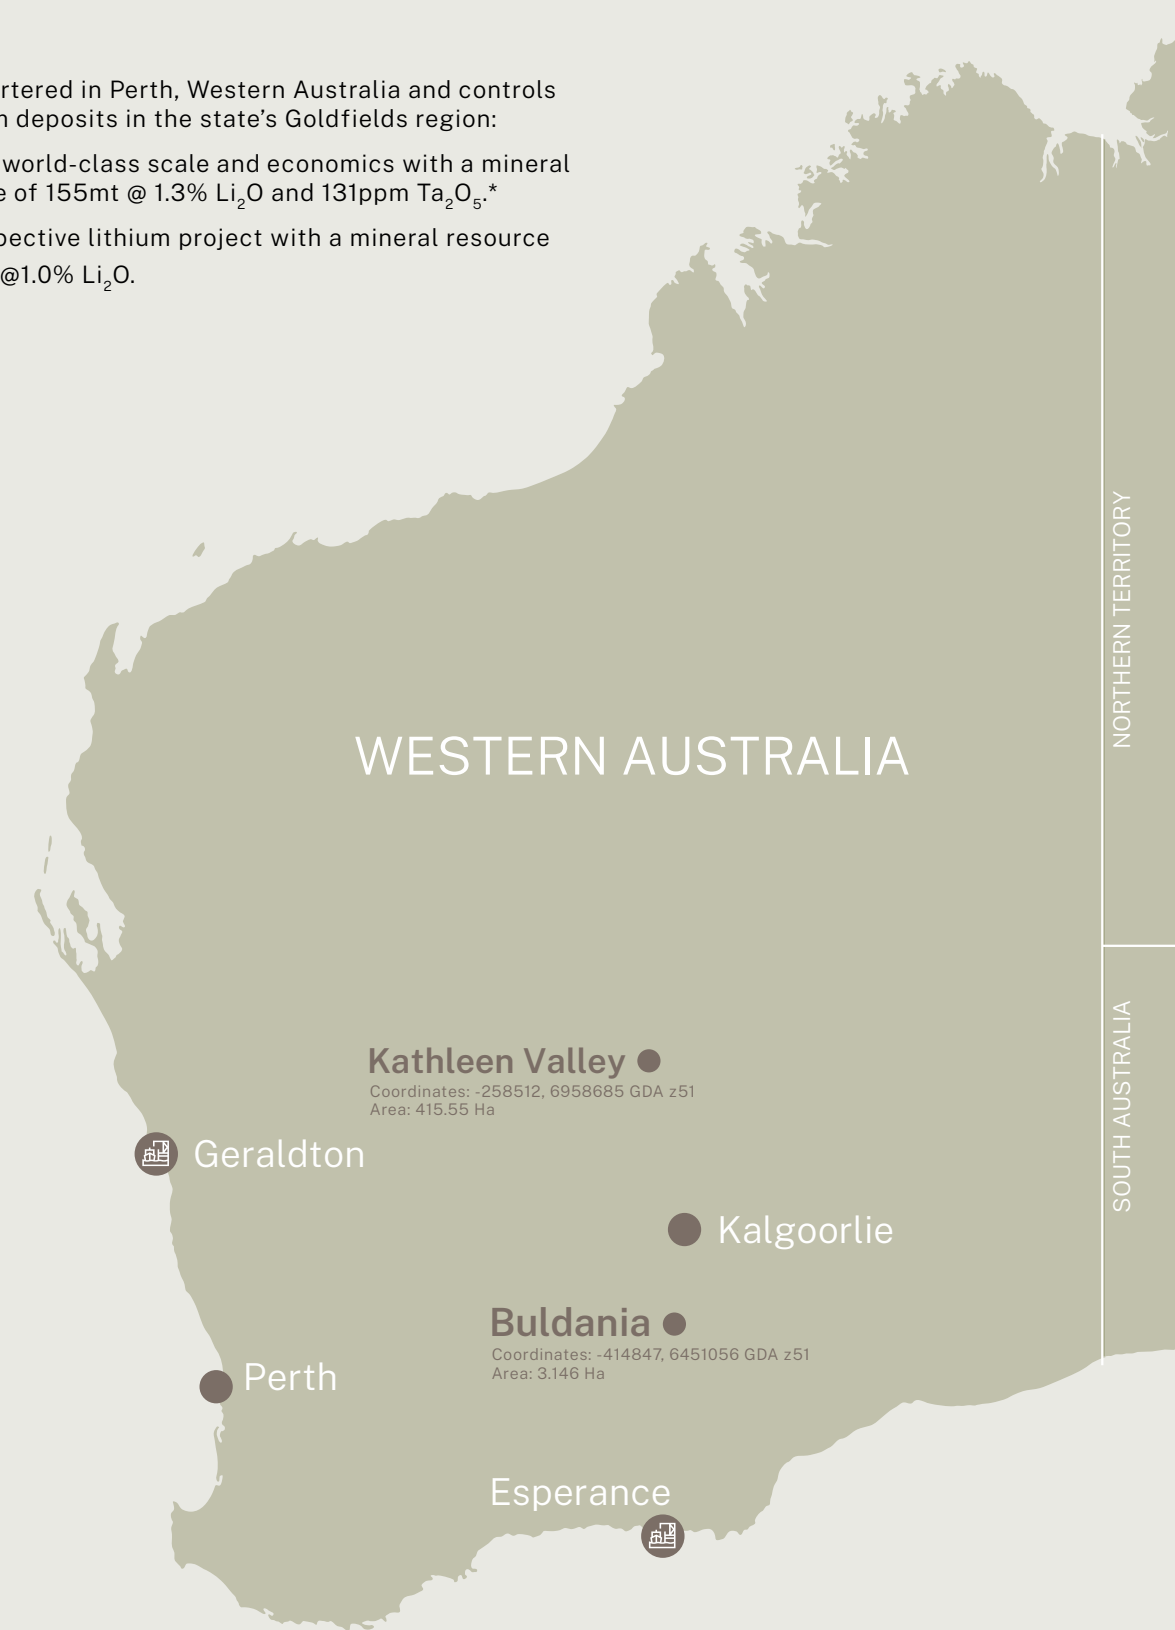 rtered in Perth, Western Australia and controls
n deposits in the state’s Goldfields region:
world-class scale and economics with a mineral
e of 155mt @ 1.3% Li₂O and 131ppm Ta₂O₅.*
pective lithium project with a mineral resource
@1.0% Li₂O.
NORTHERN TERRITORY
WESTERN AUSTRALIA
SOUTH AUSTRALIA
Kathleen Valley
Coordinates: -258512, 6958685 GDA z51
Area: 415.55 Ha
Geraldton
Kalgoorlie
Buldania
Coordinates: -414847, 6451056 GDA z51
Area: 3.146 Ha
Perth
Esperance